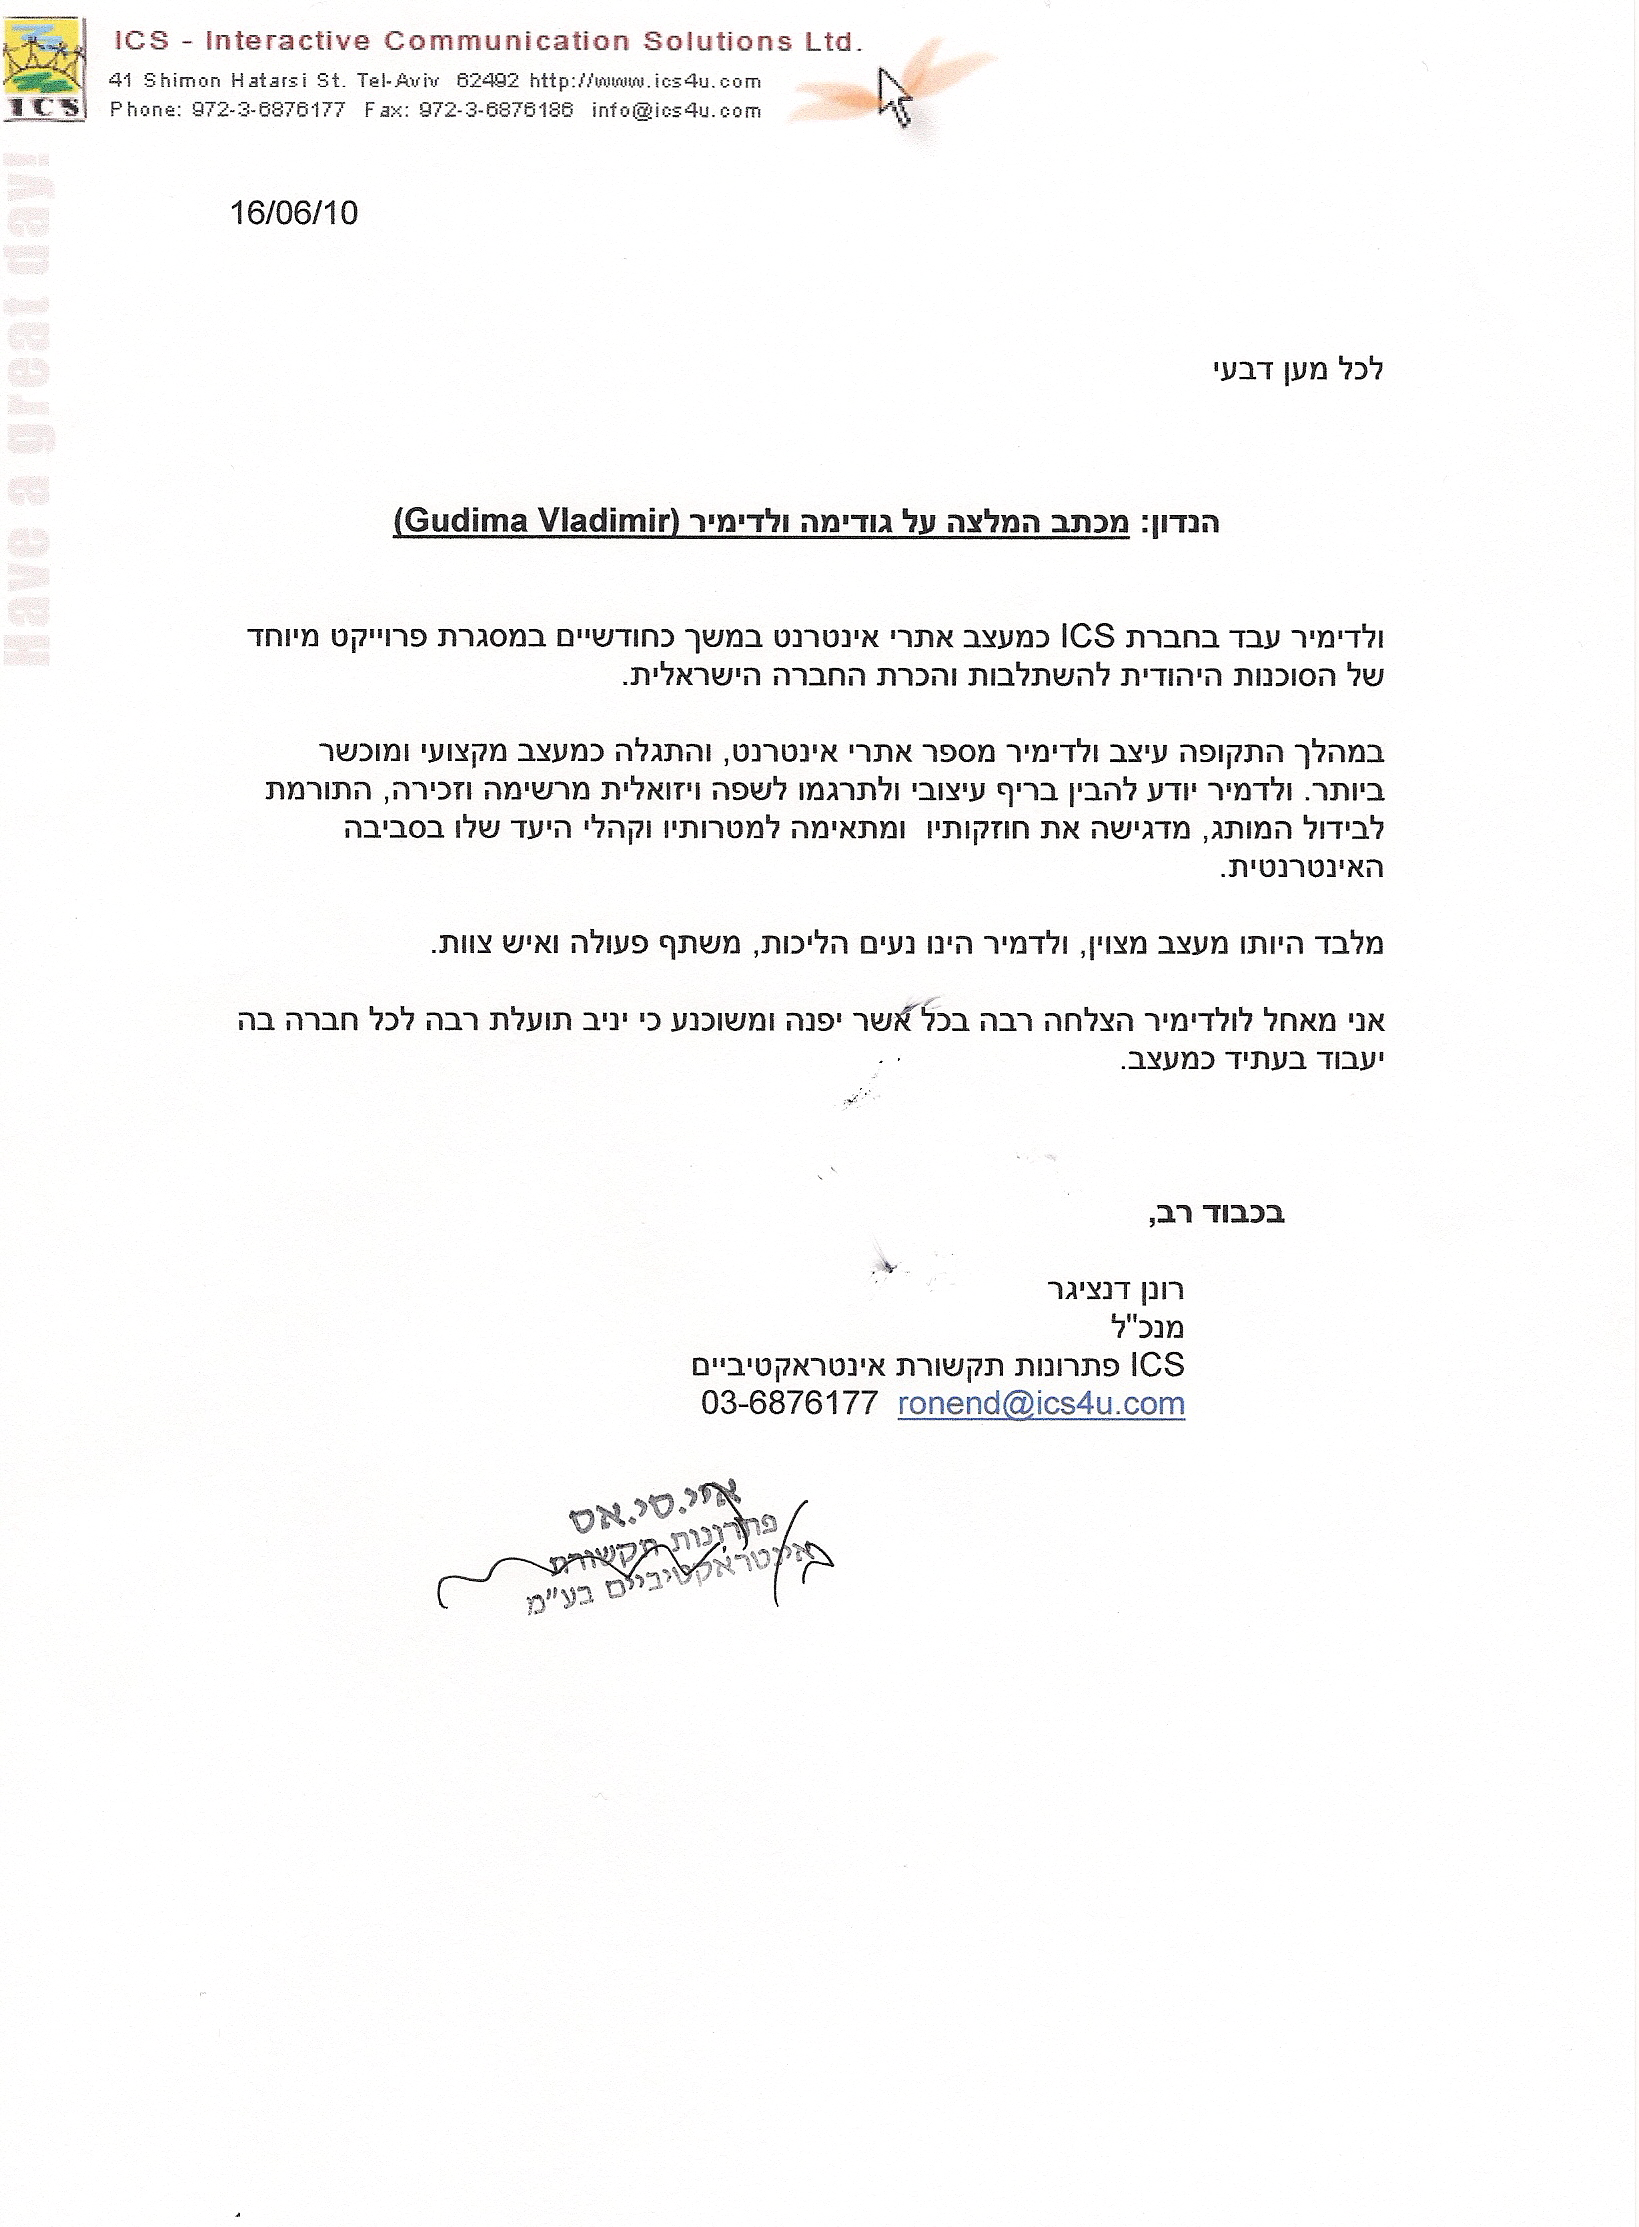 ICS - Interactive Communication Solutions Ltd.
41 Shimon Hatarsi St. Tel-Aviv 62492 http://www.ics4u.com
Phone: 972-3-6876177 Fax: 972-3-6876186 info@ics4u.com
ICS
Have a great day!
16/06/10
לכל מען דבעי
הנדון: מכתב המלצה על גודימה ולדימיר (Gudima Vladimir)
ולדימיר עבד בחברת ICS כמעצב אתרי אינטרנט במשך כחודשיים במסגרת פרוייקט מיוחד
של הסוכנות היהודית להשתלבות והכרת החברה הישראלית.
במהלך התקופה עיצב ולדימיר מספר אתרי אינטרנט, והתגלה כמעצב מקצועי ומוכשר
ביותר. ולדמיר יודע להבין בריף עיצובי ולתרגמו לשפה ויזואלית מרשימה וזכירה, התורמת
לבידול המותג, מדגישה את חוזקותיו  ומתאימה למטרותיו וקהלי היעד שלו בסביבה
האינטרנטית.
מלבד היותו מעצב מצוין, ולדמיר הינו נעים הליכות, משתף פעולה ואיש צוות.
אני מאחל לולדימיר הצלחה רבה בכל אשר יפנה ומשוכנע כי יניב תועלת רבה לכל חברה בה
יעבוד בעתיד כמעצב.
בכבוד רב,
רונן דנציגר
מנכ"ל
ICS פתרונות תקשורת אינטראקטיביים
ronend@ics4u.com 03-6876177
איי.סי.אס
פתרונות תקשורת
אינטראקטיביים בע"מ